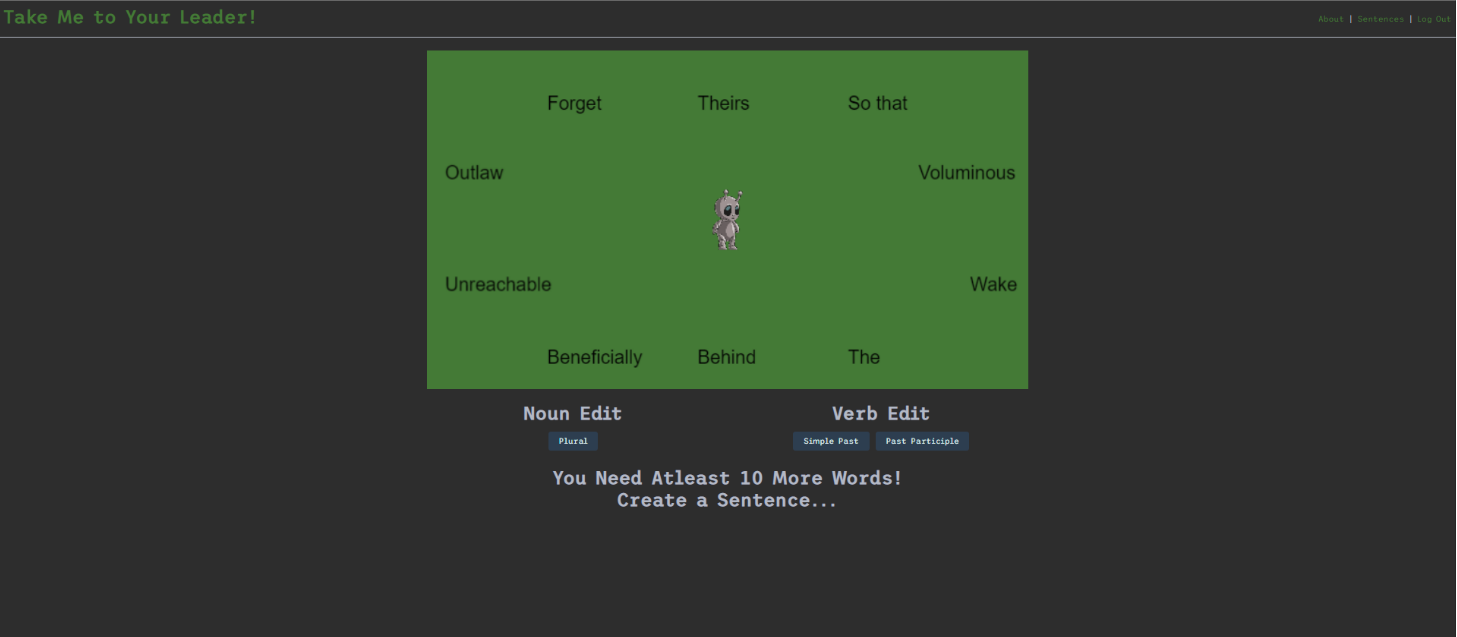 Take Me to Your Leader!
About | Sentences | Log Out
Forget Theirs So that
Outlaw Voluminous
Unreachable Wake
Beneficially Behind The
Noun Edit Verb Edit
Plural Simple Past Past Participle
You Need Atleast 10 More Words!
Create a Sentence...